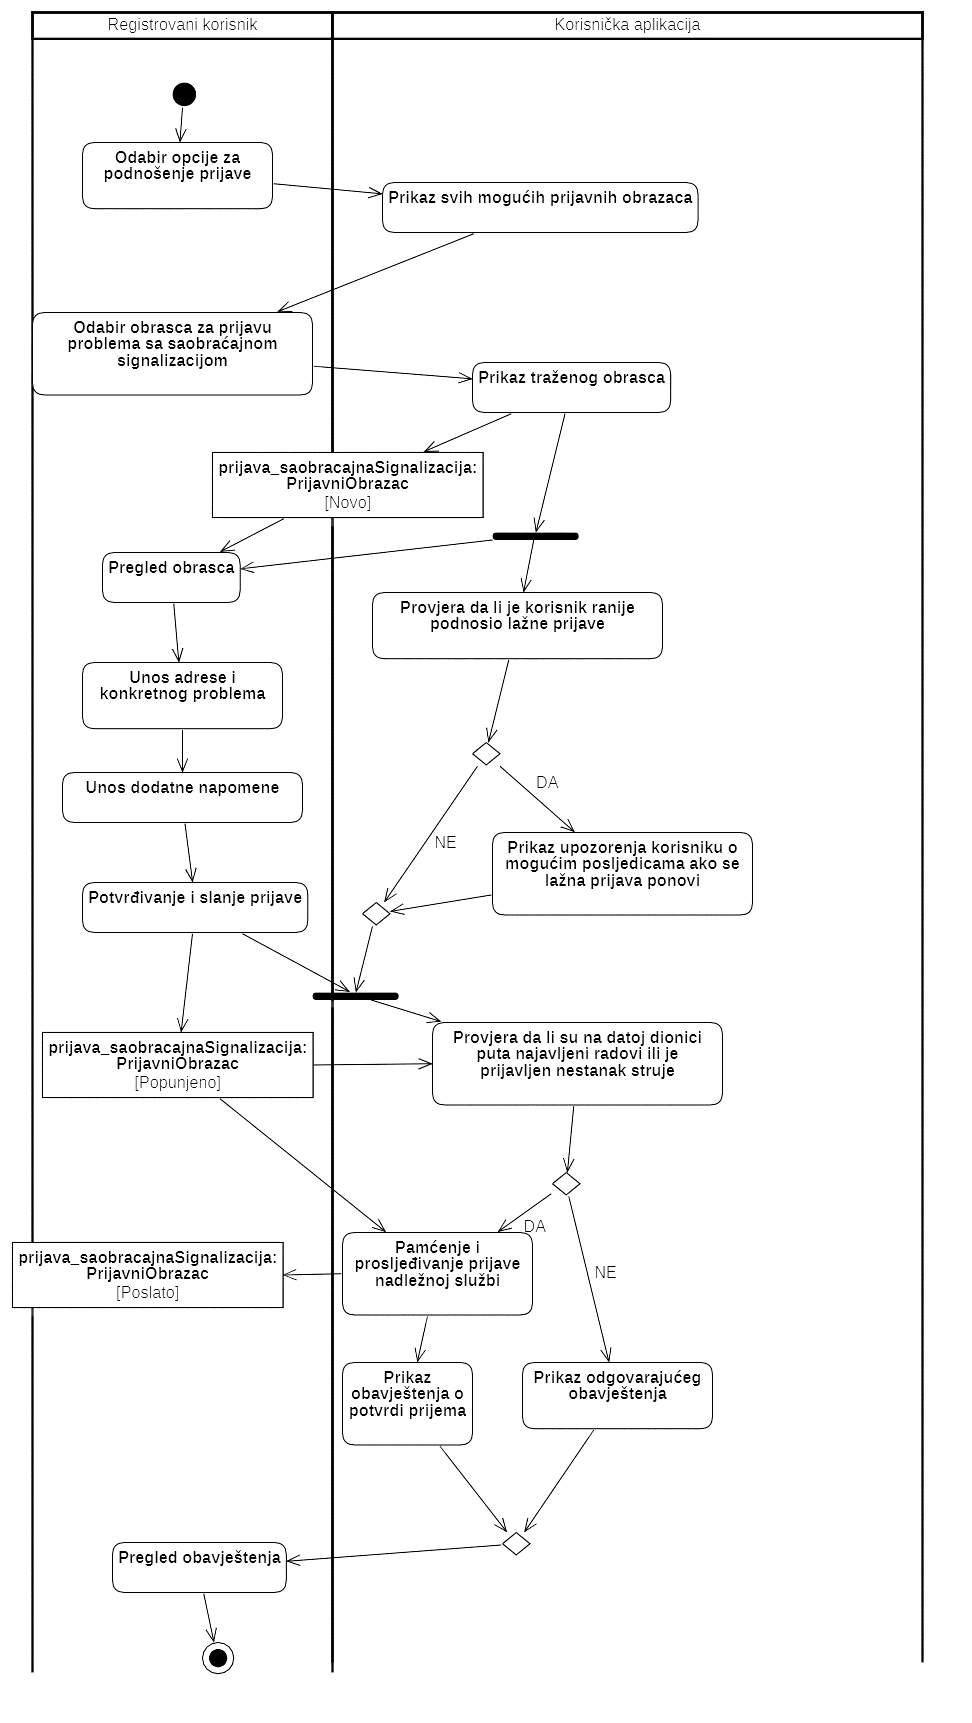 Registrovani korisnik
Korisnička aplikacija
Odabir opcije za
podnošenje prijave
Prikaz svih mogućih prijavnih obrazaca
Odabir obrasca za prijavu
problema sa saobraćajnom
signalizacijom
Prikaz traženog obrasca
prijava_saobracajnaSignalizacija:
PrijavniObrazac
[Novo]
Pregled obrasca
Provjera da li je korisnik ranije
podnosio lažne prijave
Unos adrese i
konkretnog problema
DA
Unos dodatne napomene
NE
Prikaz upozorenja korisniku o
mogućim posljedicama ako se
lažna prijava ponovi
Potvrđivanje i slanje prijave
prijava_saobracajnaSignalizacija:
PrijavniObrazac
[Popunjeno]
Provjera da li su na datoj dionici
puta najavljeni radovi ili je
prijavljen nestanak struje
DA
NE
prijava_saobracajnaSignalizacija:
PrijavniObrazac
[Poslato]
Pamćenje i
prosljeđivanje prijave
nadležnoj službi
Prikaz
obavještenja o
potvrdi prijema
Prikaz odgovarajućeg
obavještenja
Pregled obavještenja